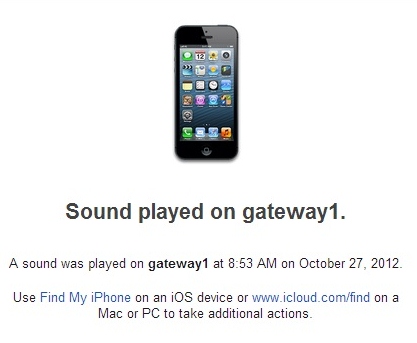 Sound played on gateway1.
A sound was played on gateway1 at 8:53 AM on October 27, 2012.
Use Find My iPhone on an iOS device or www.icloud.com/find on a
Mac or PC to take additional actions.